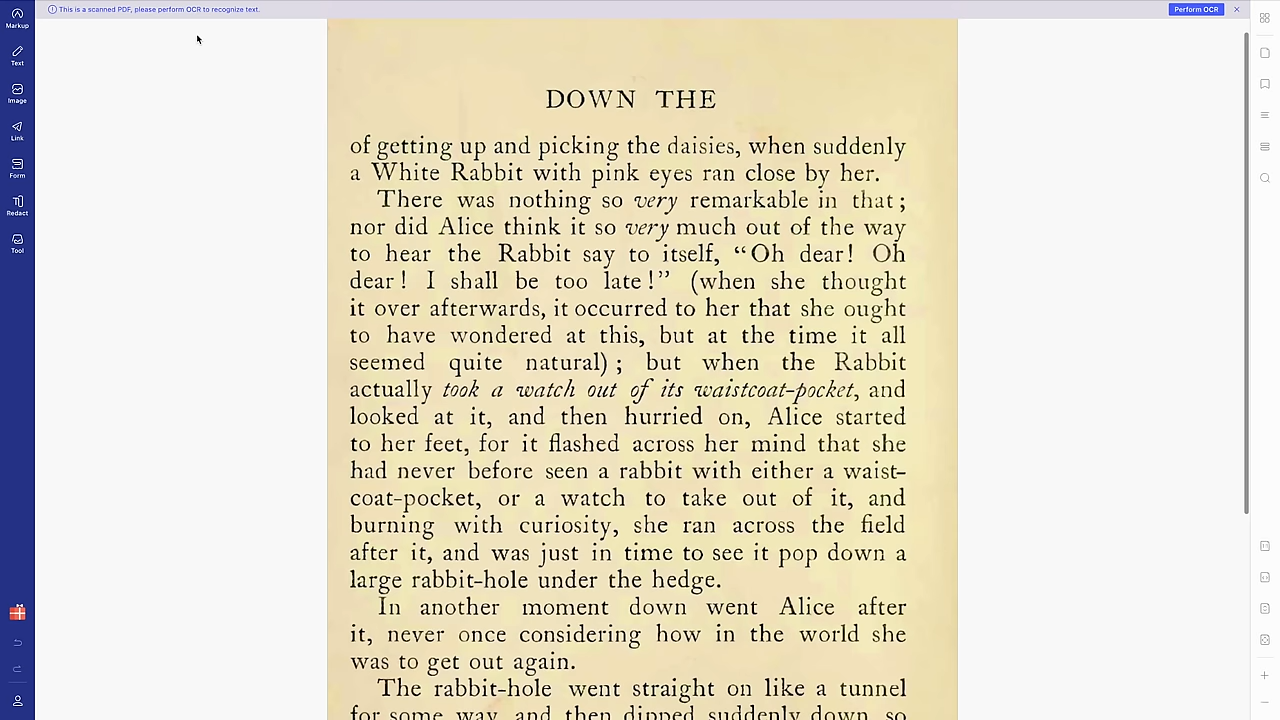 This is a scanned PDF, please perform OCR to recognize text.
Perform OCR
Markup
Text
Image
Link
Form
Redact
Tool
DOWN THE
of getting up and picking the daisies, when suddenly
a White Rabbit with pink eyes ran close by her.
There was nothing so very remarkable in that ;
nor did Alice think it so very much out of the way
to hear the Rabbit say to itself, “Oh dear! Oh
dear! I shall be too late!” (when she thought
it over afterwards, it occurred to her that she ought
to have wondered at this, but at the time it all
seemed quite natural) ; but when the Rabbit
actually took a watch out of its waistcoat-pocket, and
looked at it, and then hurried on, Alice started
to her feet, for it flashed across her mind that she
had never before seen a rabbit with either a waist-
coat-pocket, or a watch to take out of it, and
burning with curiosity, she ran across the field
after it, and was just in time to see it pop down a
large rabbit-hole under the hedge.
In another moment down went Alice after
it, never once considering how in the world she
was to get out again.
The rabbit-hole went straight on like a tunnel
for some way, and then dipped suddenly down, so